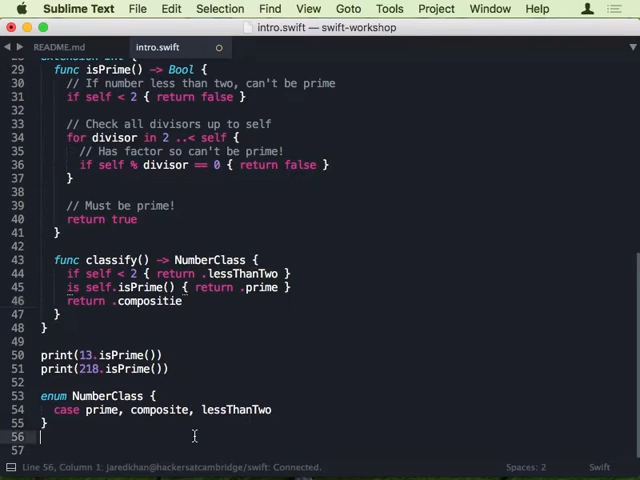 Sublime Text File Edit Selection Find View Goto Tools Project Window Help
intro.swift — swift-workshop
README.md intro.swift
28 extension Int {
29 func isPrime() -> Bool {
30 // If number less than two, can't be prime
31 if self < 2 { return false }
32
33 // Check all divisors up to self
34 for divisor in 2 ..< self {
35 // Has factor so can't be prime!
36 if self % divisor == 0 { return false }
37 }
38
39 // Must be prime!
40 return true
41 }
42
43 func classify() -> NumberClass {
44 if self < 2 { return .lessThanTwo }
45 is self.isPrime() { return .prime }
46 return .compositie
47 }
48 }
49
50 print(13.isPrime())
51 print(218.isPrime())
52
53 enum NumberClass {
54 case prime, composite, lessThanTwo
55 }
56
57
Line 56, Column 1, jaredkhan@hackersatcambridge/swift: Connected. Spaces: 2 Swift